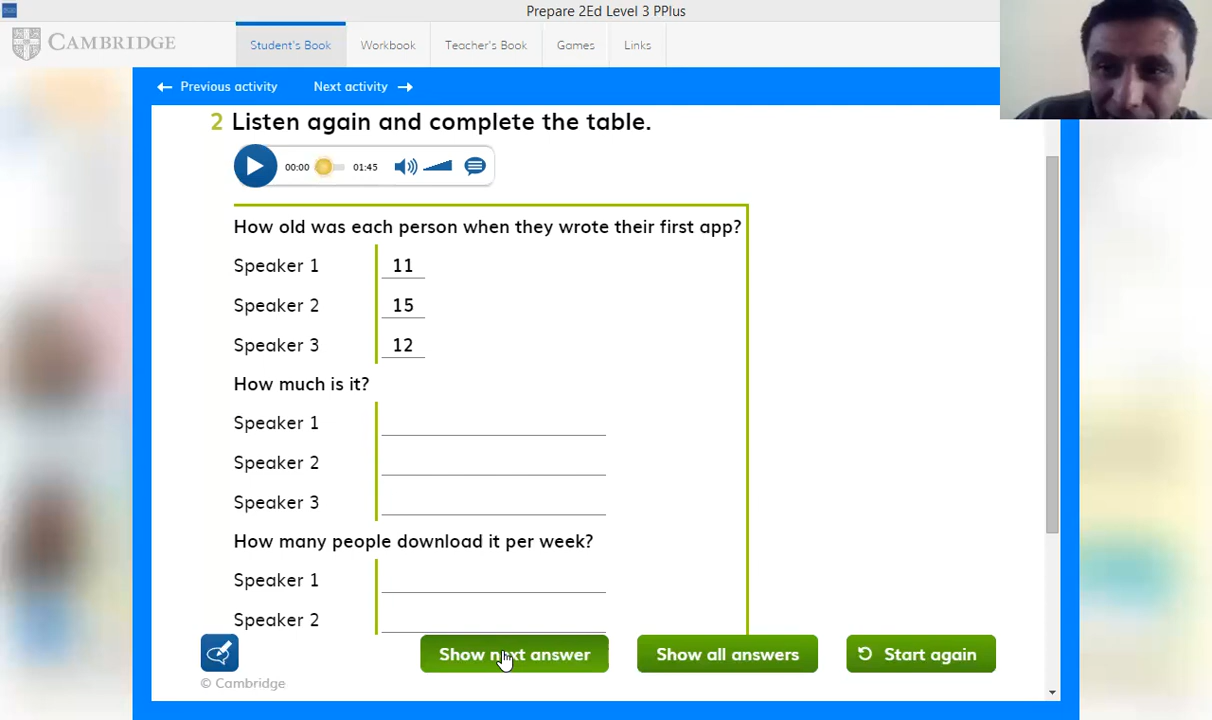 Prepare 2Ed Level 3 PPlus
CAMBRIDGE
Student's Book
Workbook
Teacher's Book
Games
Links
Previous activity
Next activity
2 Listen again and complete the table.
00:00
01:45
How old was each person when they wrote their first app?
Speaker 1 11
Speaker 2 15
Speaker 3 12
How much is it?
Speaker 1
Speaker 2
Speaker 3
How many people download it per week?
Speaker 1
Speaker 2
Show next answer
Show all answers
Start again
© Cambridge